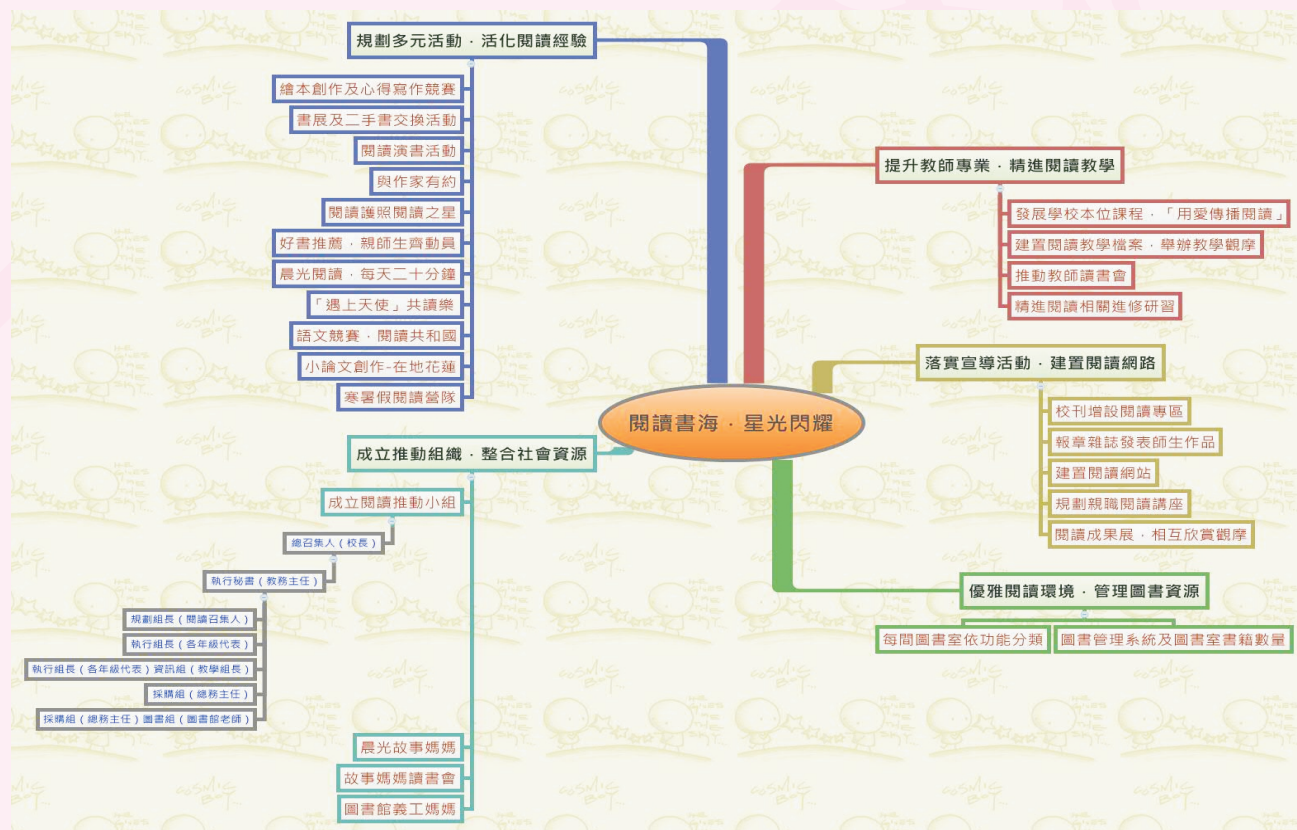 規劃多元活動．活化閱讀經驗
繪本創作及心得寫作競賽
書展及二手書交換活動
閱讀演書活動
與作家有約
閱讀護照閱讀之星
好書推薦．親師生齊動員
晨光閱讀．每天二十分鐘
「遇上天使」共讀樂
語文競賽．閱讀共和國
小論文創作-在地花蓮
寒暑假閱讀營隊
閱讀書海．星光閃耀
成立推動組織．整合社會資源
成立閱讀推動小組
總召集人(校長)
執行秘書(教務主任)
規劃組長(閱讀召集人)
執行組長(各年級代表)
執行組長(各年級代表)資訊組(教學組長)
採購組(總務主任)
採購組(總務主任)圖書組(圖書館老師)
晨光故事媽媽
故事媽媽讀書會
圖書館義工媽媽
提升教師專業．精進閱讀教學
發展學校本位課程．「用愛傳播閱讀」
建置閱讀教學檔案．舉辦教學觀摩
推動教師讀書會
精進閱讀相關進修研習
落實宣導活動．建置閱讀網路
校刊增設閱讀專區
報章雜誌發表師生作品
建置閱讀網站
規劃親職閱讀講座
閱讀成果展．相互欣賞觀摩
優雅閱讀環境．管理圖書資源
每間圖書室依功能分類
圖書管理系統及圖書室書籍數量